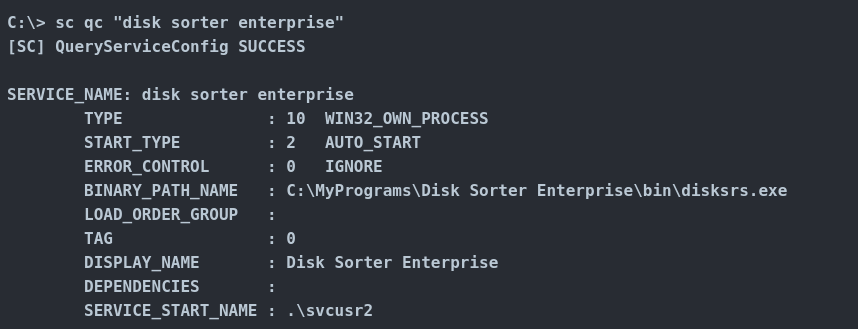 C:\> sc qc "disk sorter enterprise"
[SC] QueryServiceConfig SUCCESS

SERVICE_NAME: disk sorter enterprise
        TYPE               : 10  WIN32_OWN_PROCESS
        START_TYPE         : 2   AUTO_START
        ERROR_CONTROL      : 0   IGNORE
        BINARY_PATH_NAME   : C:\MyPrograms\Disk Sorter Enterprise\bin\disksrs.exe
        LOAD_ORDER_GROUP   :
        TAG                : 0
        DISPLAY_NAME       : Disk Sorter Enterprise
        DEPENDENCIES       :
        SERVICE_START_NAME : .\svcusr2